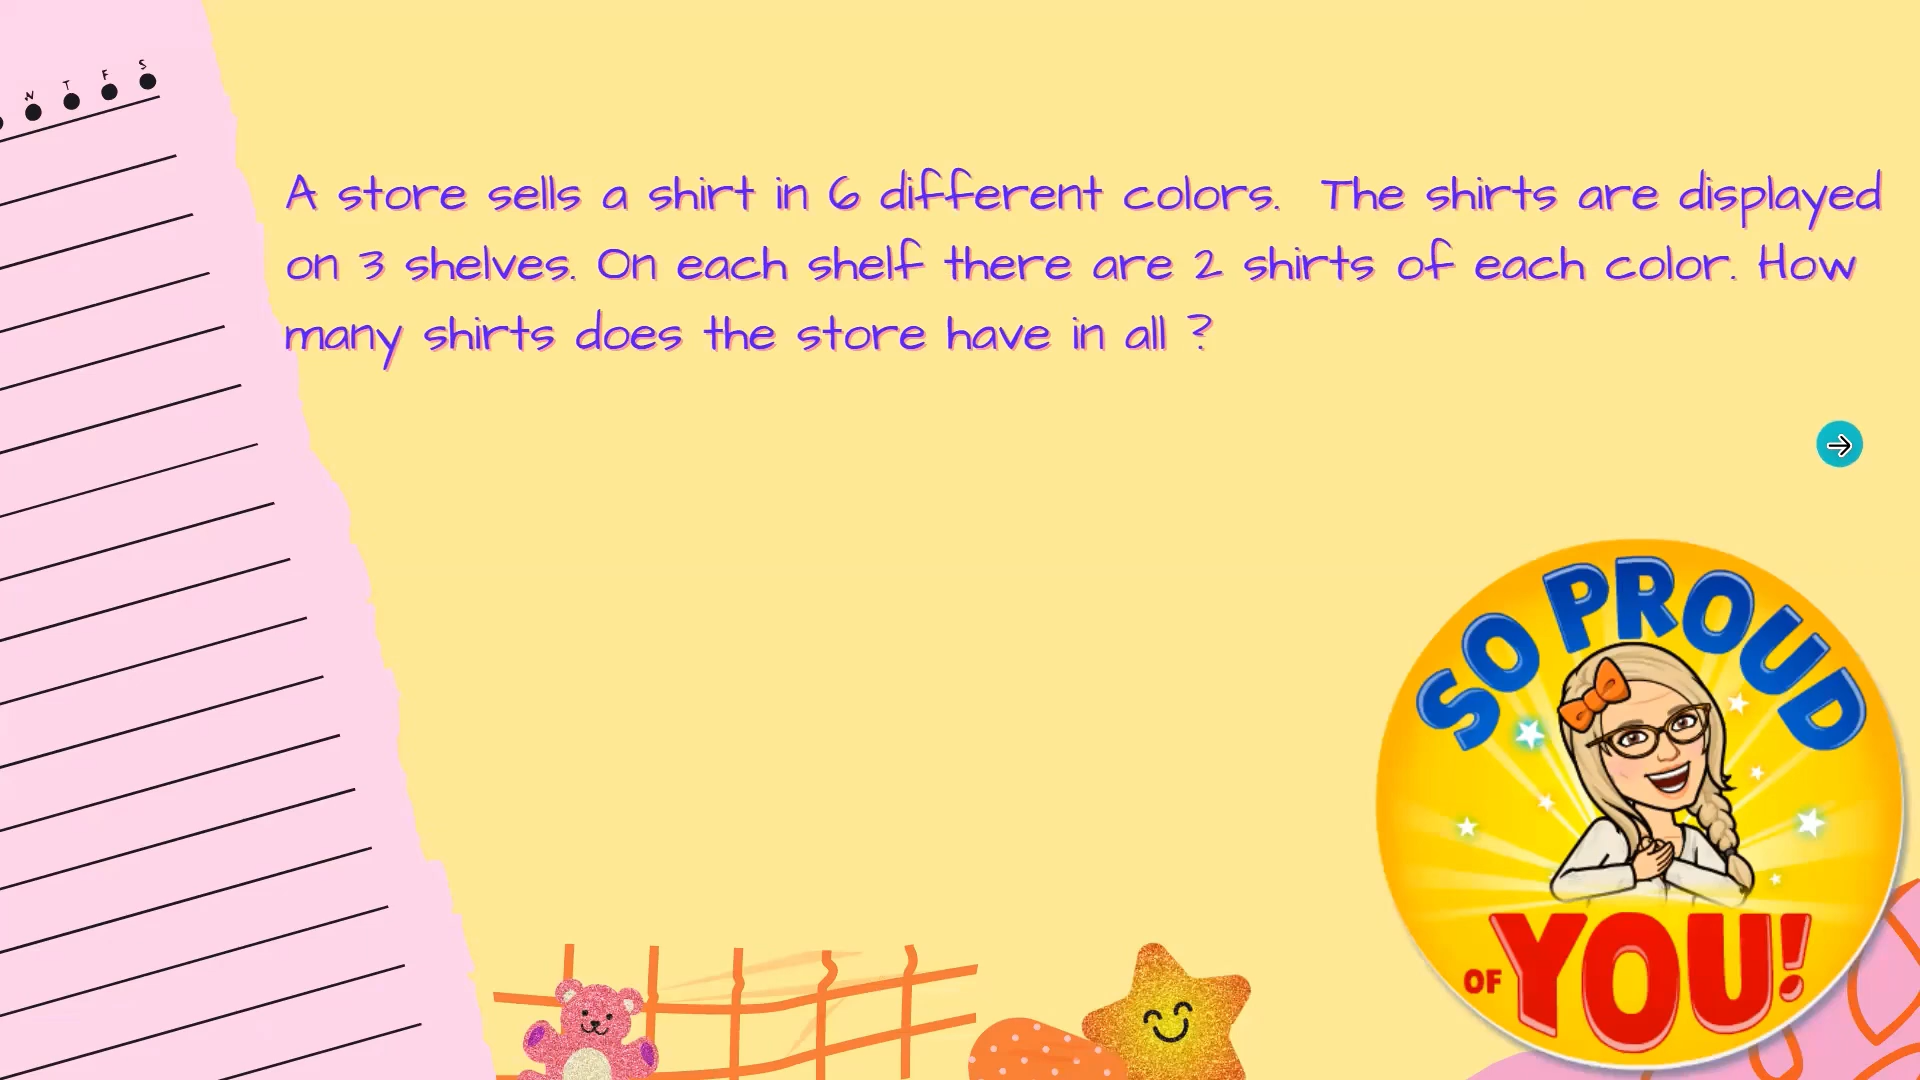 W T F S
A store sells a shirt in 6 different colors. The shirts are displayed
on 3 shelves. On each shelf there are 2 shirts of each color. How
many shirts does the store have in all ?
SO PROUD
OF YOU!